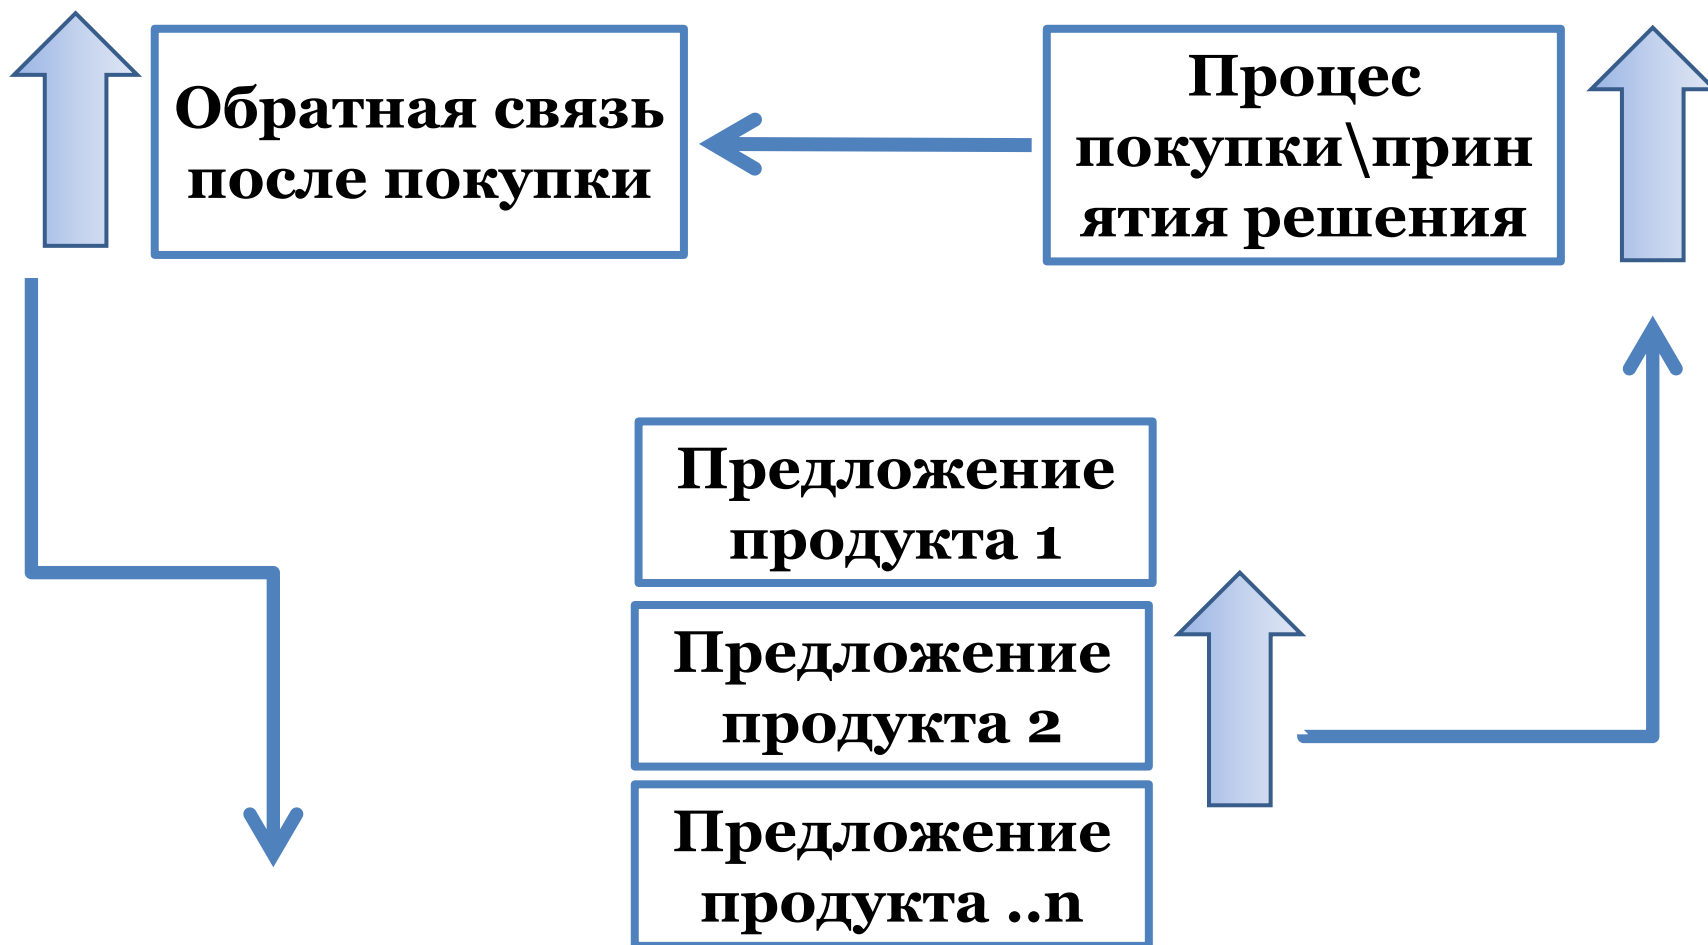 Обратная связь
после покупки
Процес
покупки\прин
ятия решения
Предложение
продукта 1
Предложение
продукта 2
Предложение
продукта ..n